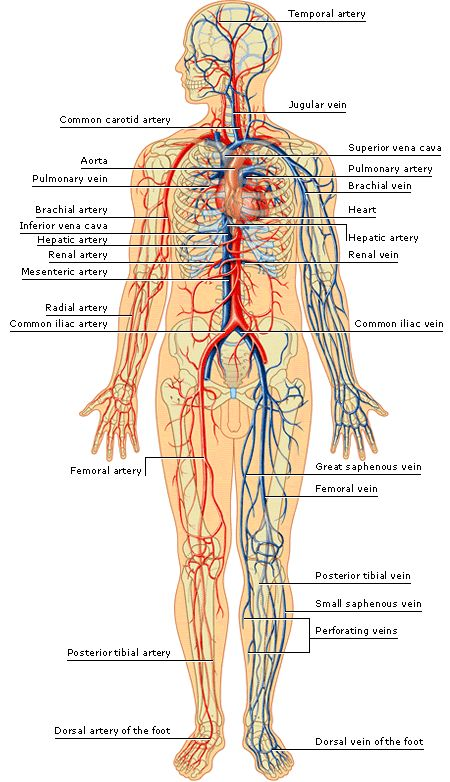 Temporal artery
Jugular vein
Common carotid artery
Superior vena cava
Aorta
Pulmonary artery
Pulmonary vein
Brachial vein
Brachial artery
Heart
Inferior vena cava
Hepatic artery
Hepatic artery
Renal artery
Renal vein
Mesenteric artery
Radial artery
Common iliac artery
Common iliac vein
Femoral artery
Great saphenous vein
Femoral vein
Posterior tibial vein
Small saphenous vein
Perforating veins
Posterior tibial artery
Dorsal artery of the foot
Dorsal vein of the foot